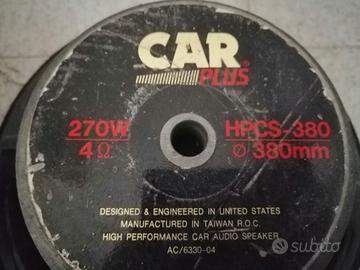 CAR
PLUS®
270W HPCS-380
4Ω Ø 380mm
DESIGNED & ENGINEERED IN UNITED STATES
MANUFACTURED IN TAIWAN R.O.C.
HIGH PERFORMANCE CAR AUDIO SPEAKER
AC/6330-04
subito